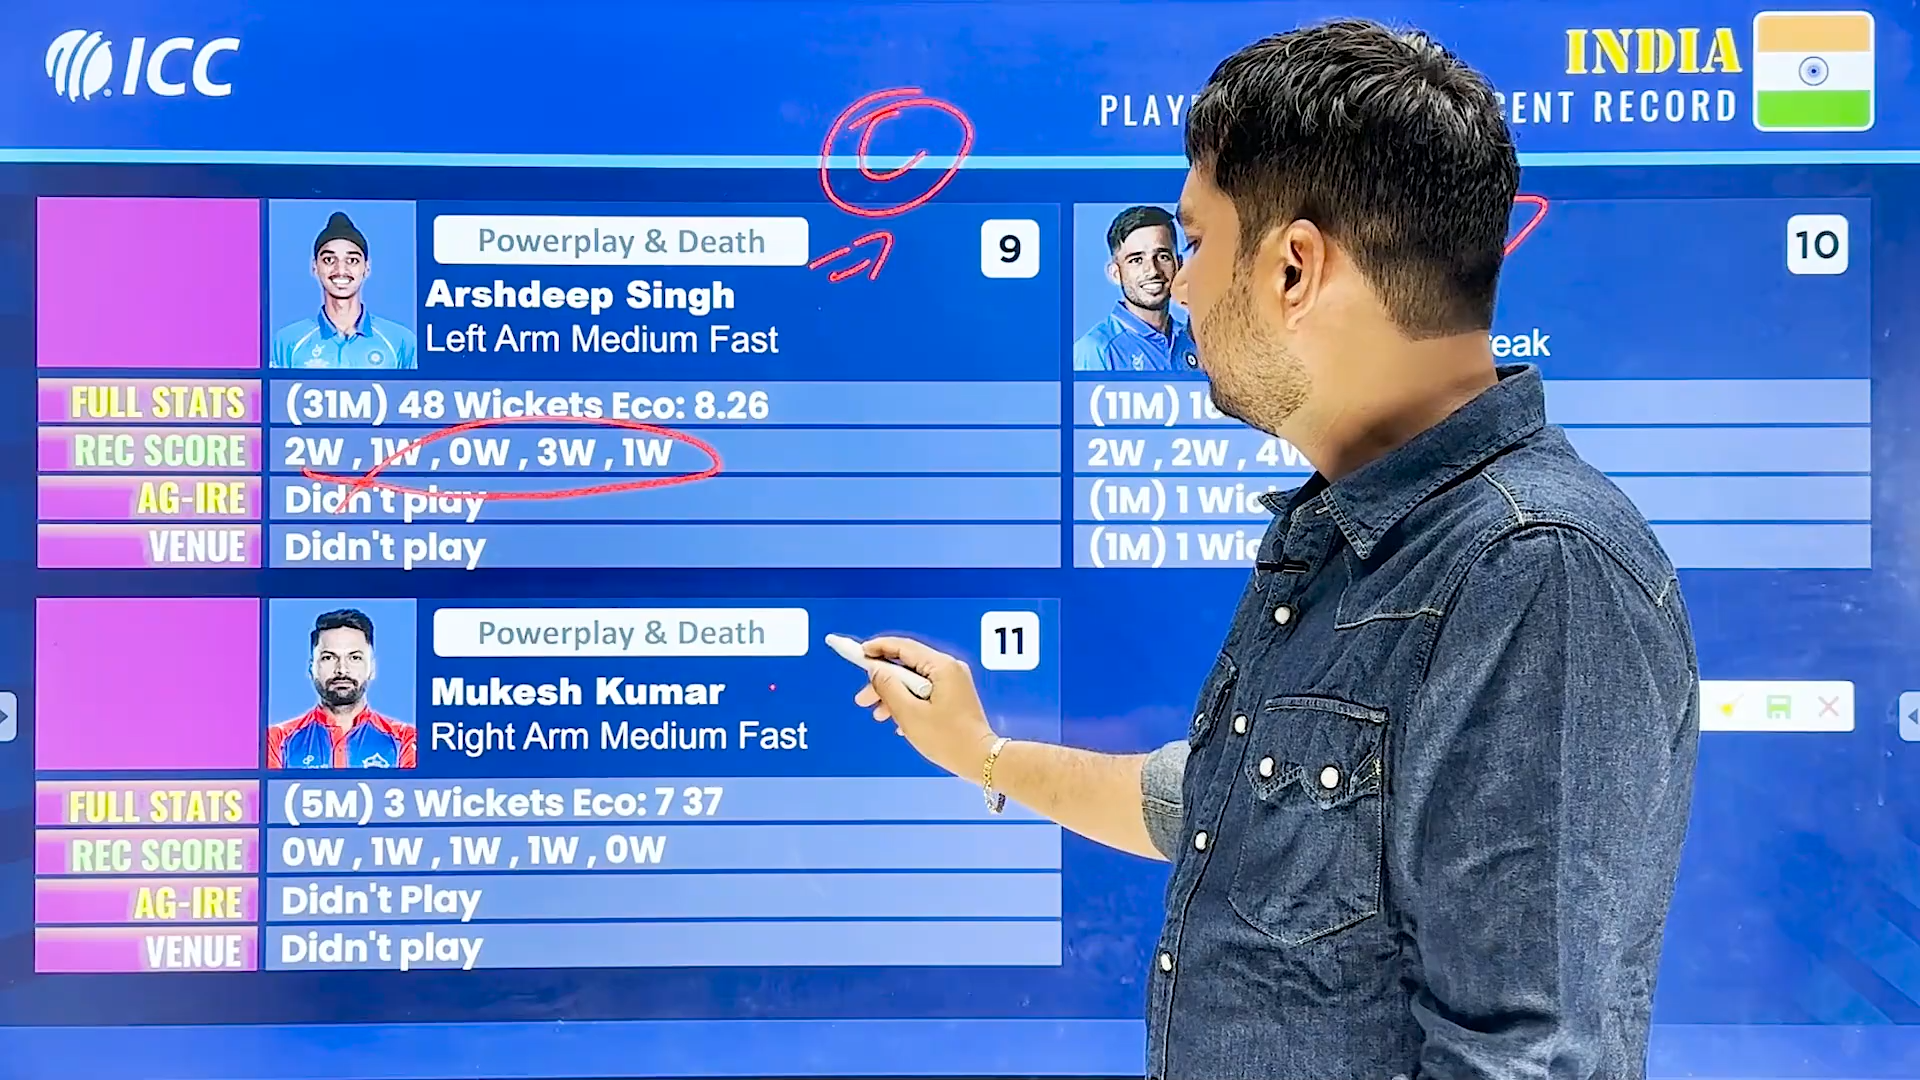 ICC
INDIA
RECORD
Powerplay & Death
9
Arshdeep Singh
Left Arm Medium Fast
FULL STATS (31M) 48 Wickets Eco: 8.26
REC SCORE 2W , 1W , 0W , 3W , 1W
AG-IRE Didn't play
VENUE Didn't play
C
10
(11M)
2W , 2W , 4W
(1M) 1
(1M) 1
Powerplay & Death
11
Mukesh Kumar
Right Arm Medium Fast
FULL STATS (5M) 3 Wickets Eco: 7 37
REC SCORE 0W , 1W , 1W , 1W , 0W
AG-IRE Didn't Play
VENUE Didn't play